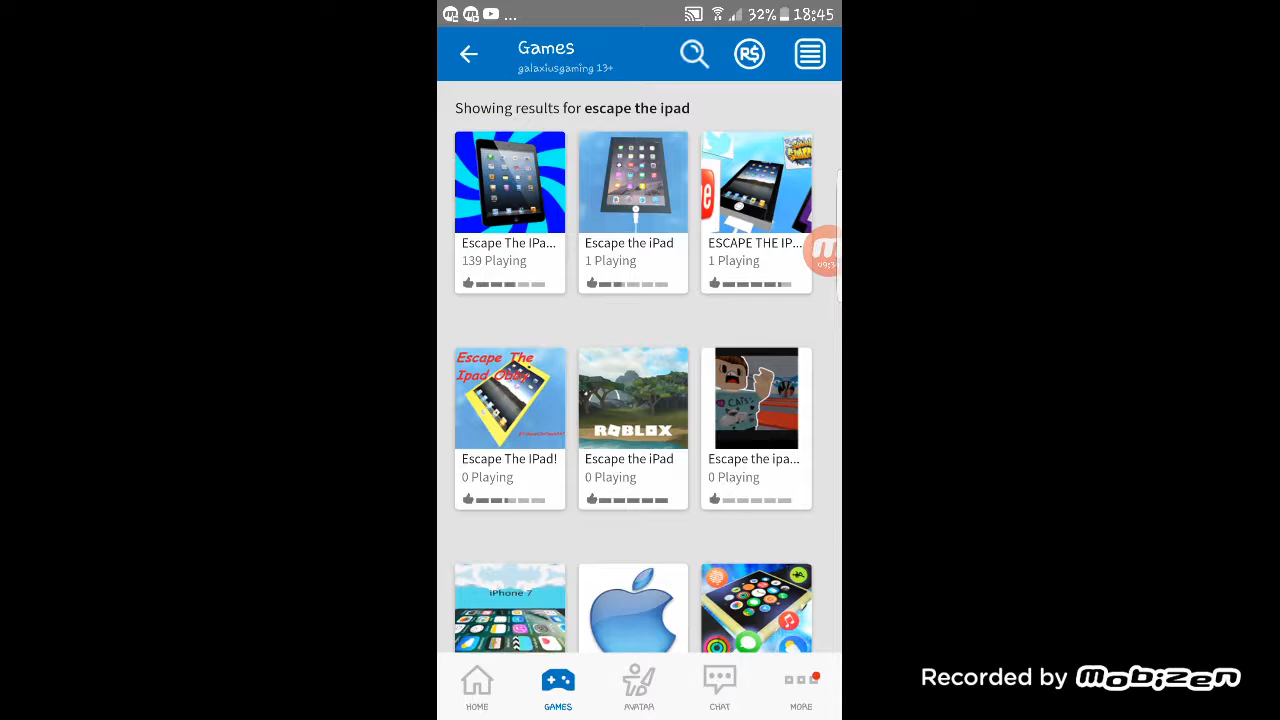 ... 32% 18:45
Games
galaxiusgaming 13+
R$
Showing results for escape the ipad
Escape The IPa...
139 Playing
Escape the iPad
1 Playing
ESCAPE THE IP...
1 Playing
09:3
Escape The
Ipad Obby
ROBLOX
CATS
Escape The IPad!
0 Playing
Escape the iPad
0 Playing
Escape the ipa...
0 Playing
iPhone 7
HOME
GAMES
AVATAR
CHAT
MORE
Recorded by mobizen